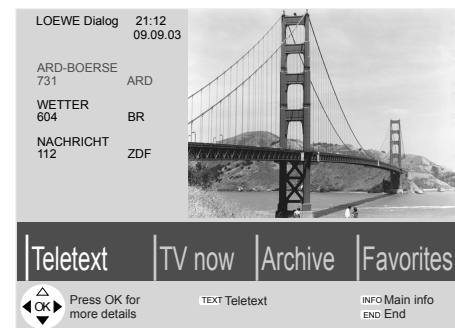 LOEWE Dialog 21:12
09.09.03
ARD-BOERSE
731 ARD
WETTER
604 BR
NACHRICHT
112 ZDF
Teletext TV now Archive Favorites
OK Press OK for
more details
TEXT Teletext
INFO Main info
END End